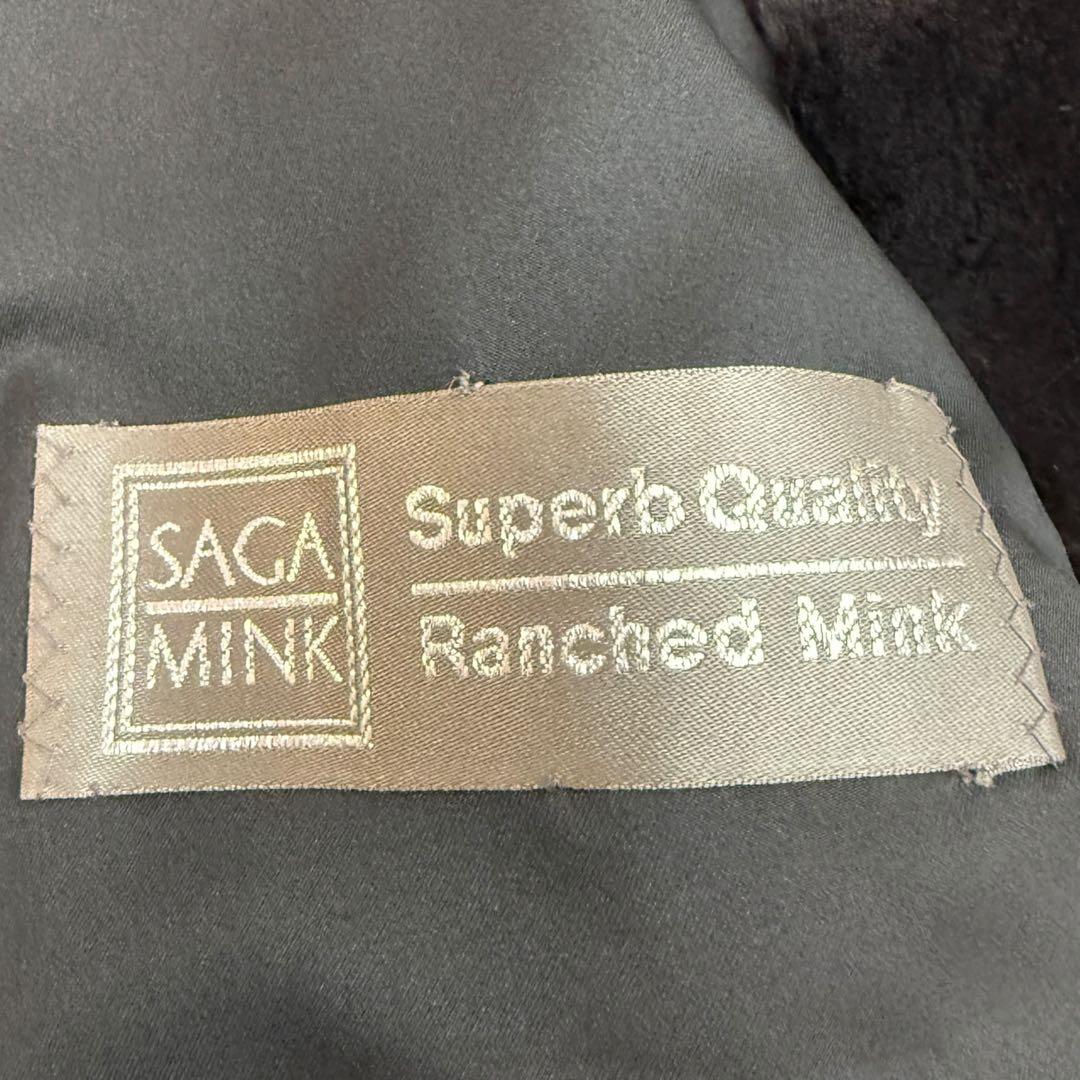 SAGA
MINK
Superb Quality
Ranched Mink